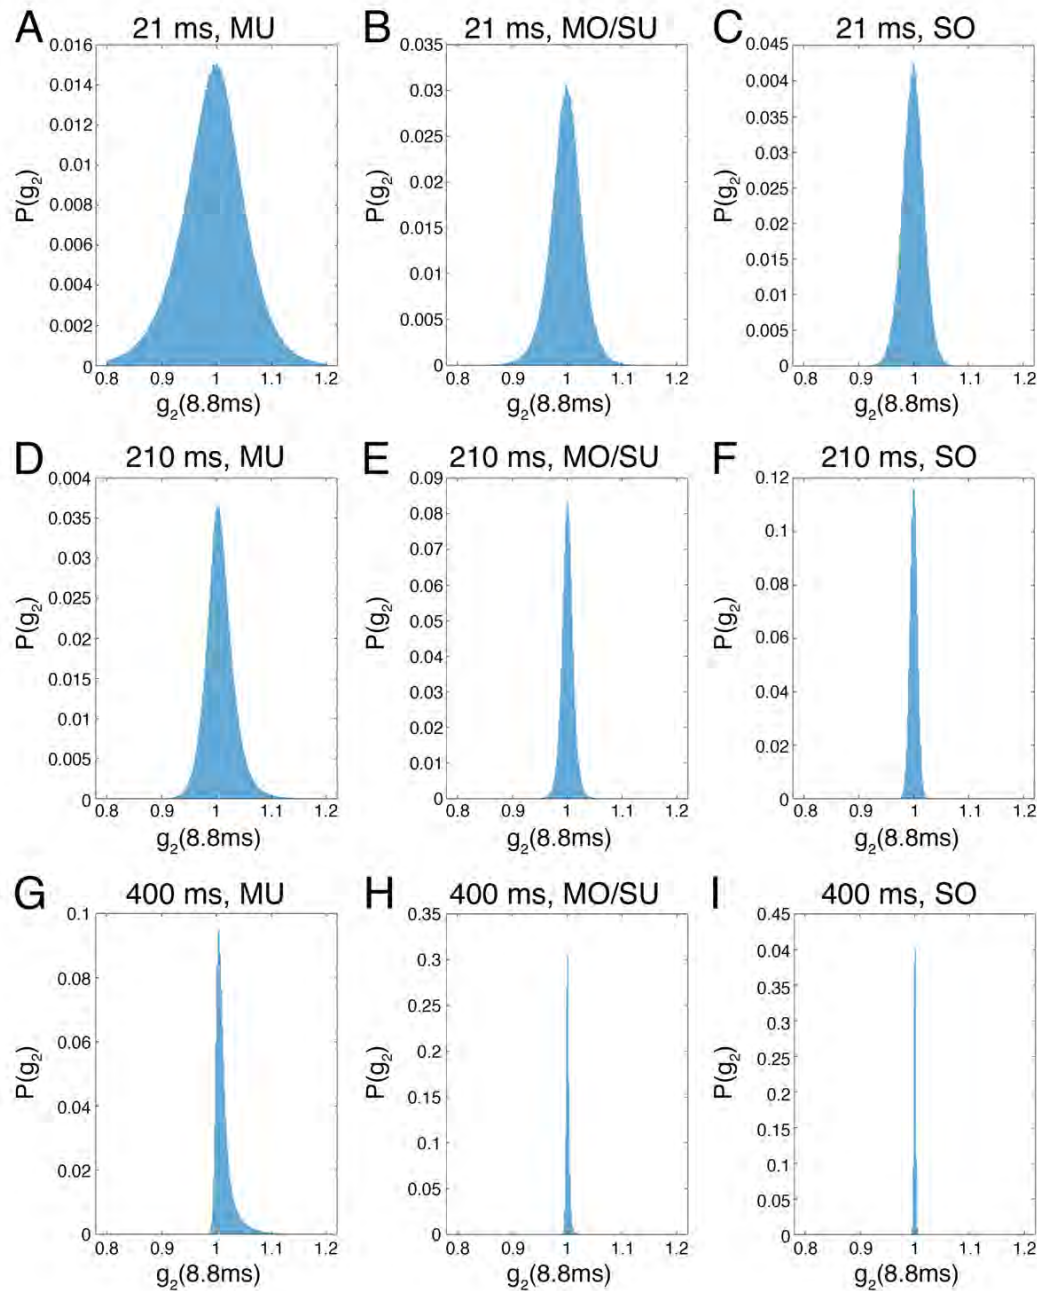 A
21 ms, MU
0.016
0.014
0.012
0.01
0.008
0.006
0.004
0.002
0
P(g2)
0.8 0.9 1 1.1 1.2
g2(8.8ms)
B
21 ms, MO/SU
0.035
0.03
0.025
0.02
0.015
0.01
0.005
0
P(g2)
0.8 0.9 1 1.1 1.2
g2(8.8ms)
C
21 ms, SO
0.045
0.004
0.035
0.03
0.025
0.02
0.015
0.01
0.005
0
P(g2)
0.8 0.9 1 1.1 1.2
g2(8.8ms)
D
210 ms, MU
0.004
0.035
0.03
0.025
0.02
0.015
0.01
0.005
0
P(g2)
0.8 0.9 1 1.1 1.2
g2(8.8ms)
E
210 ms, MO/SU
0.09
0.08
0.07
0.06
0.05
0.04
0.03
0.02
0.01
0
P(g2)
0.8 0.9 1 1.1 1.2
g2(8.8ms)
F
210 ms, SO
0.12
0.1
0.08
0.06
0.04
0.02
0
P(g2)
0.8 0.9 1 1.1 1.2
g2(8.8ms)
G
400 ms, MU
0.1
0.08
0.06
0.04
0.02
0
P(g2)
0.8 0.9 1 1.1 1.2
g2(8.8ms)
H
400 ms, MO/SU
0.35
0.3
0.25
0.2
0.15
0.1
0.05
0
P(g2)
0.8 0.9 1 1.1 1.2
g2(8.8ms)
I
400 ms, SO
0.45
0.04
0.35
0.3
0.25
0.2
0.15
0.1
0.05
0
P(g2)
0.8 0.9 1 1.1 1.2
g2(8.8ms)